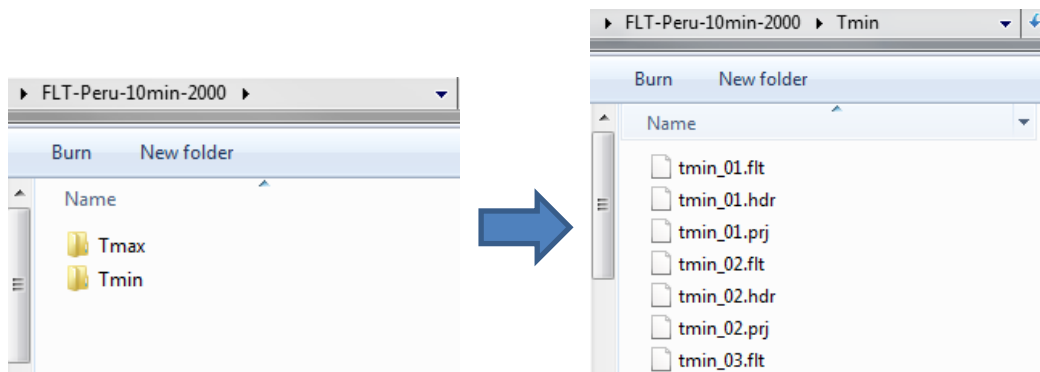 FLT-Peru-10min-2000
Burn New folder
Name
Tmax
Tmin
FLT-Peru-10min-2000 Tmin
Burn New folder
Name
tmin_01.flt
tmin_01.hdr
tmin_01.prj
tmin_02.flt
tmin_02.hdr
tmin_02.prj
tmin_03.flt